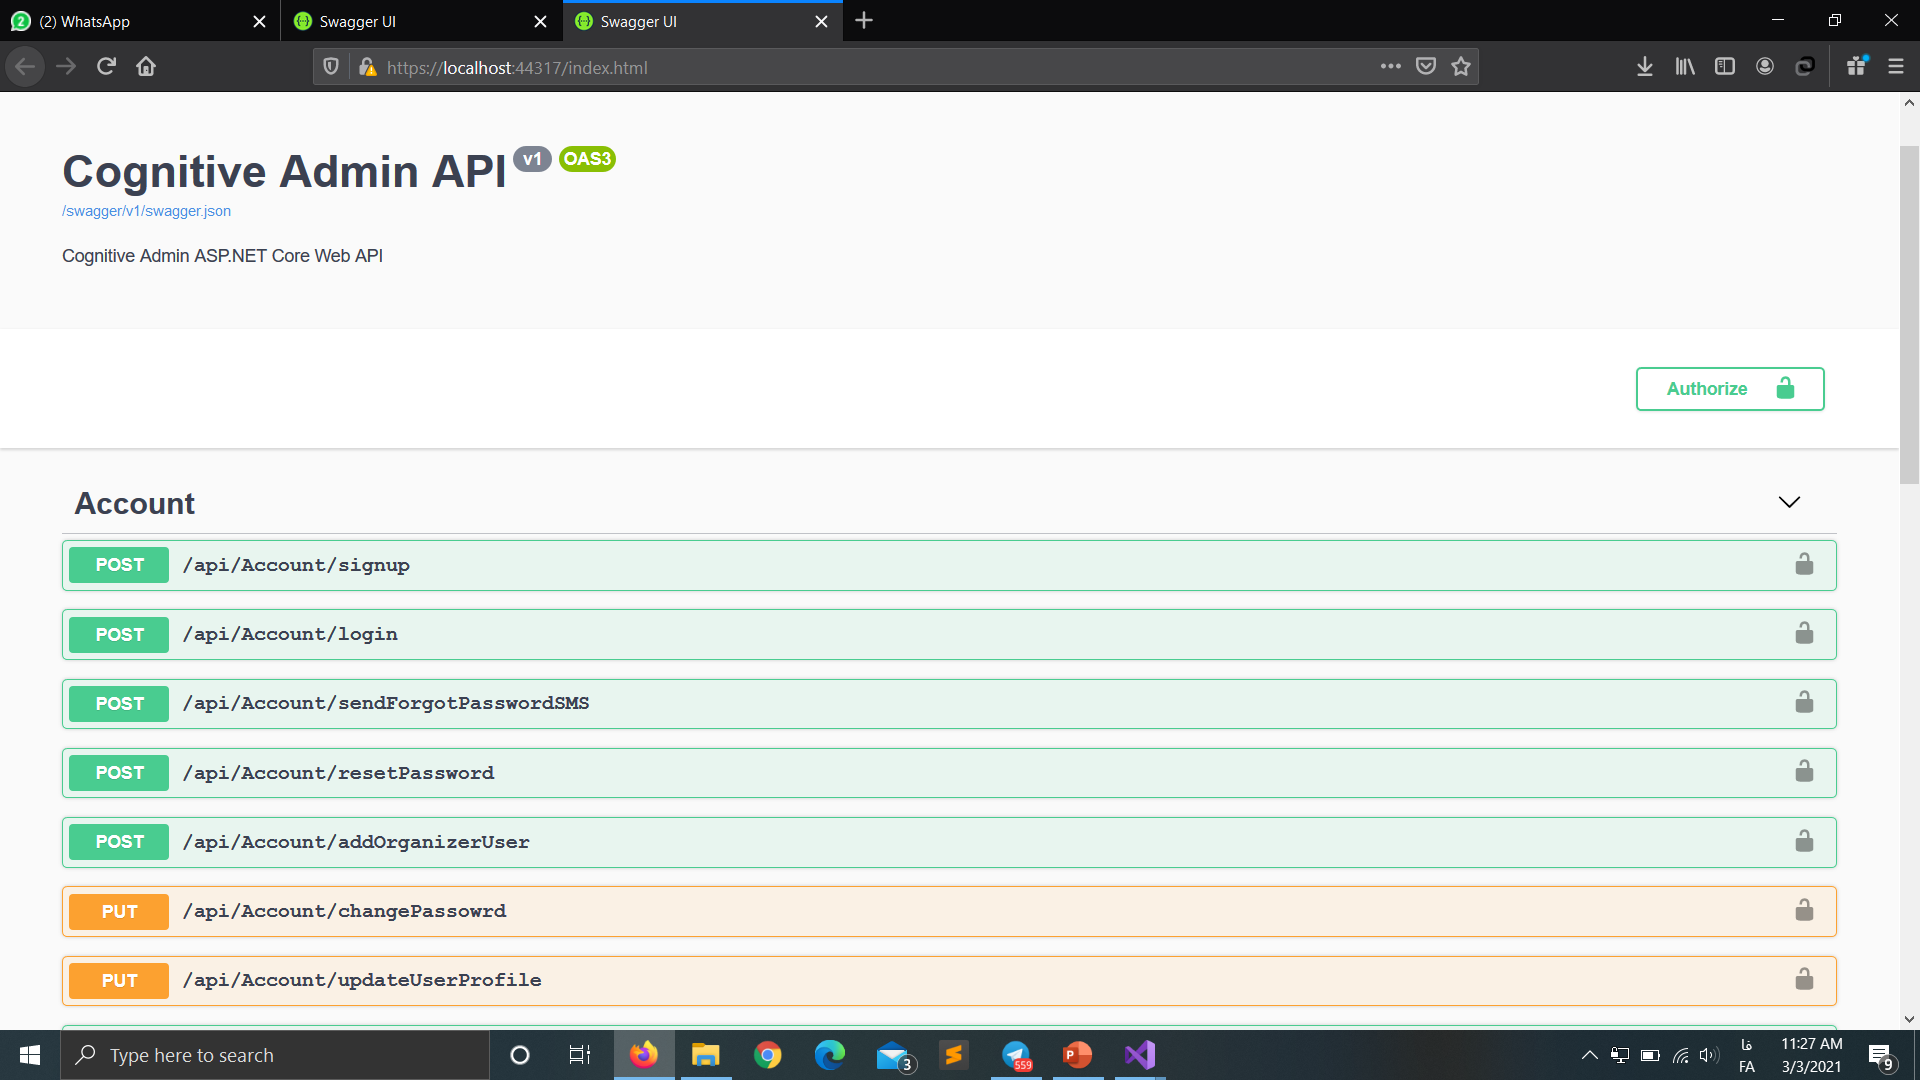 (2) WhatsApp
Swagger UI
Swagger UI
https://localhost:44317/index.html
Cognitive Admin API v1 OAS3
/swagger/v1/swagger.json
Cognitive Admin ASP.NET Core Web API
Authorize
Account
POST /api/Account/signup
POST /api/Account/login
POST /api/Account/sendForgotPasswordSMS
POST /api/Account/resetPassword
POST /api/Account/addOrganizerUser
PUT /api/Account/changePassowrd
PUT /api/Account/updateUserProfile
Type here to search
3
559
فا
FA
11:27 AM
3/3/2021
9